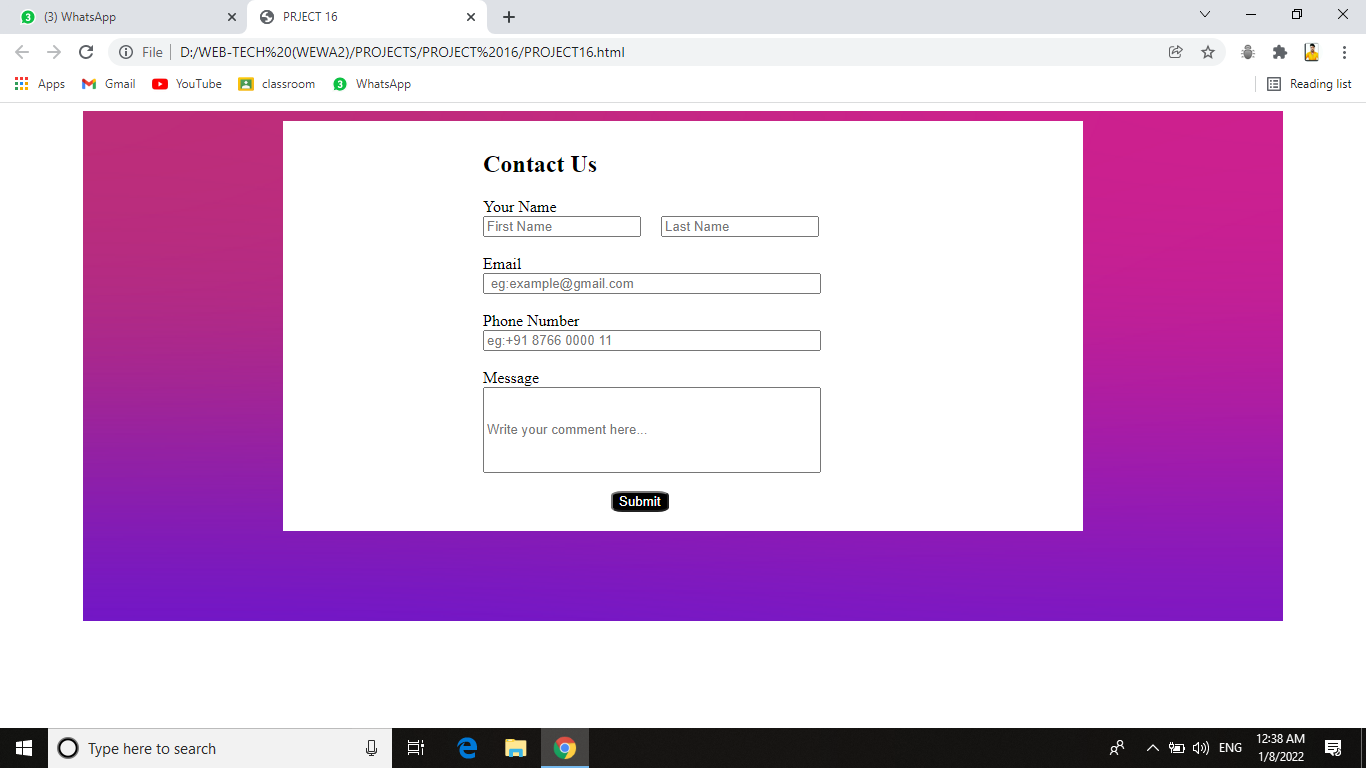 (3) WhatsApp
PRJECT 16
File D:/WEB-TECH%20(WEWA2)/PROJECTS/PROJECT%2016/PROJECT16.html
Apps Gmail YouTube classroom 3 WhatsApp Reading list
Contact Us
Your Name
First Name Last Name
Email
eg:example@gmail.com
Phone Number
eg:+91 8766 0000 11
Message
Write your comment here...
Submit
Type here to search ENG 12:38 AM
1/8/2022